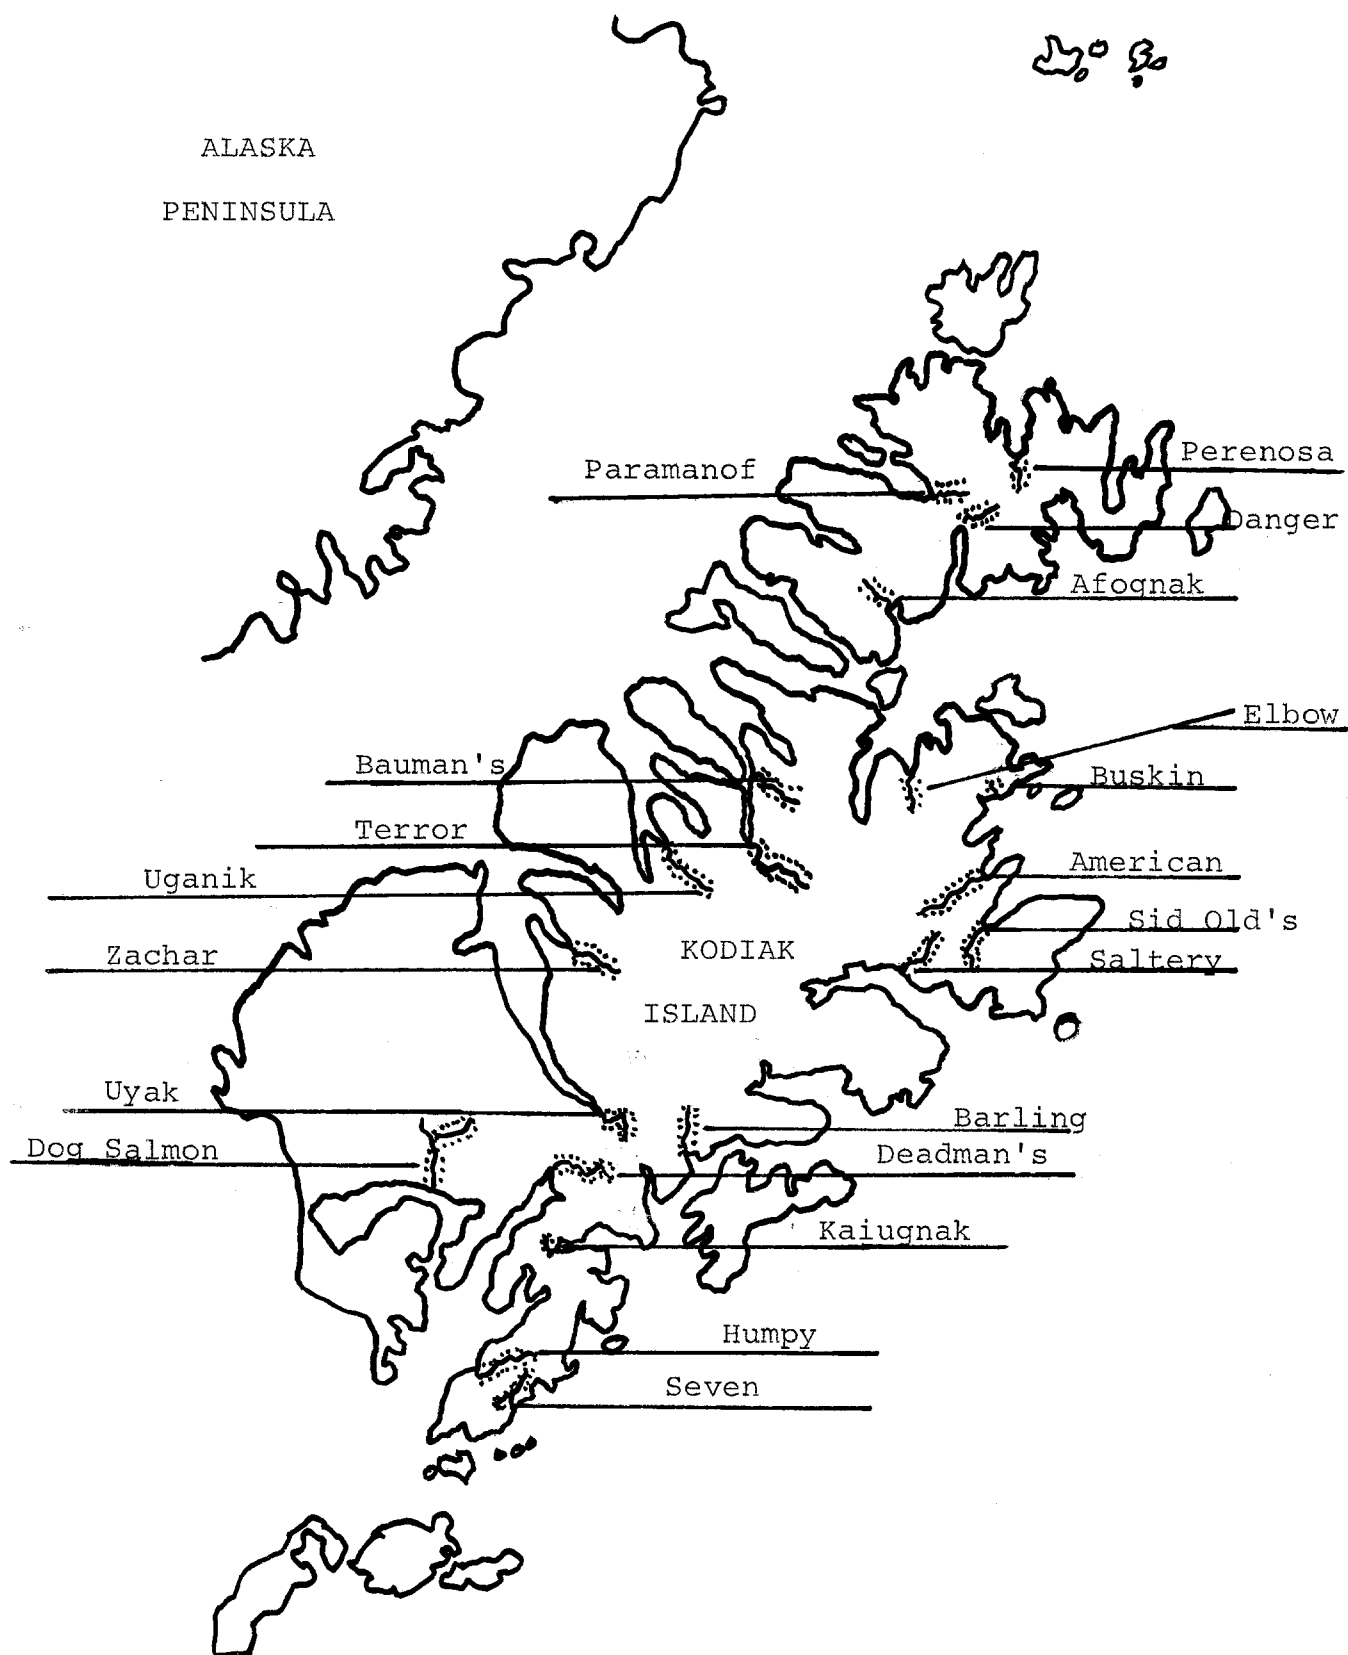 ALASKA
PENINSULA
Perenosa
Paramanof
Danger
Afognak
Elbow
Bauman's
Buskin
Terror
American
Uganik
Sid Old's
KODIAK
Zachar
Saltery
ISLAND
Uyak
Barling
Dog Salmon
Deadman's
Kaiugnak
Humpy
Seven